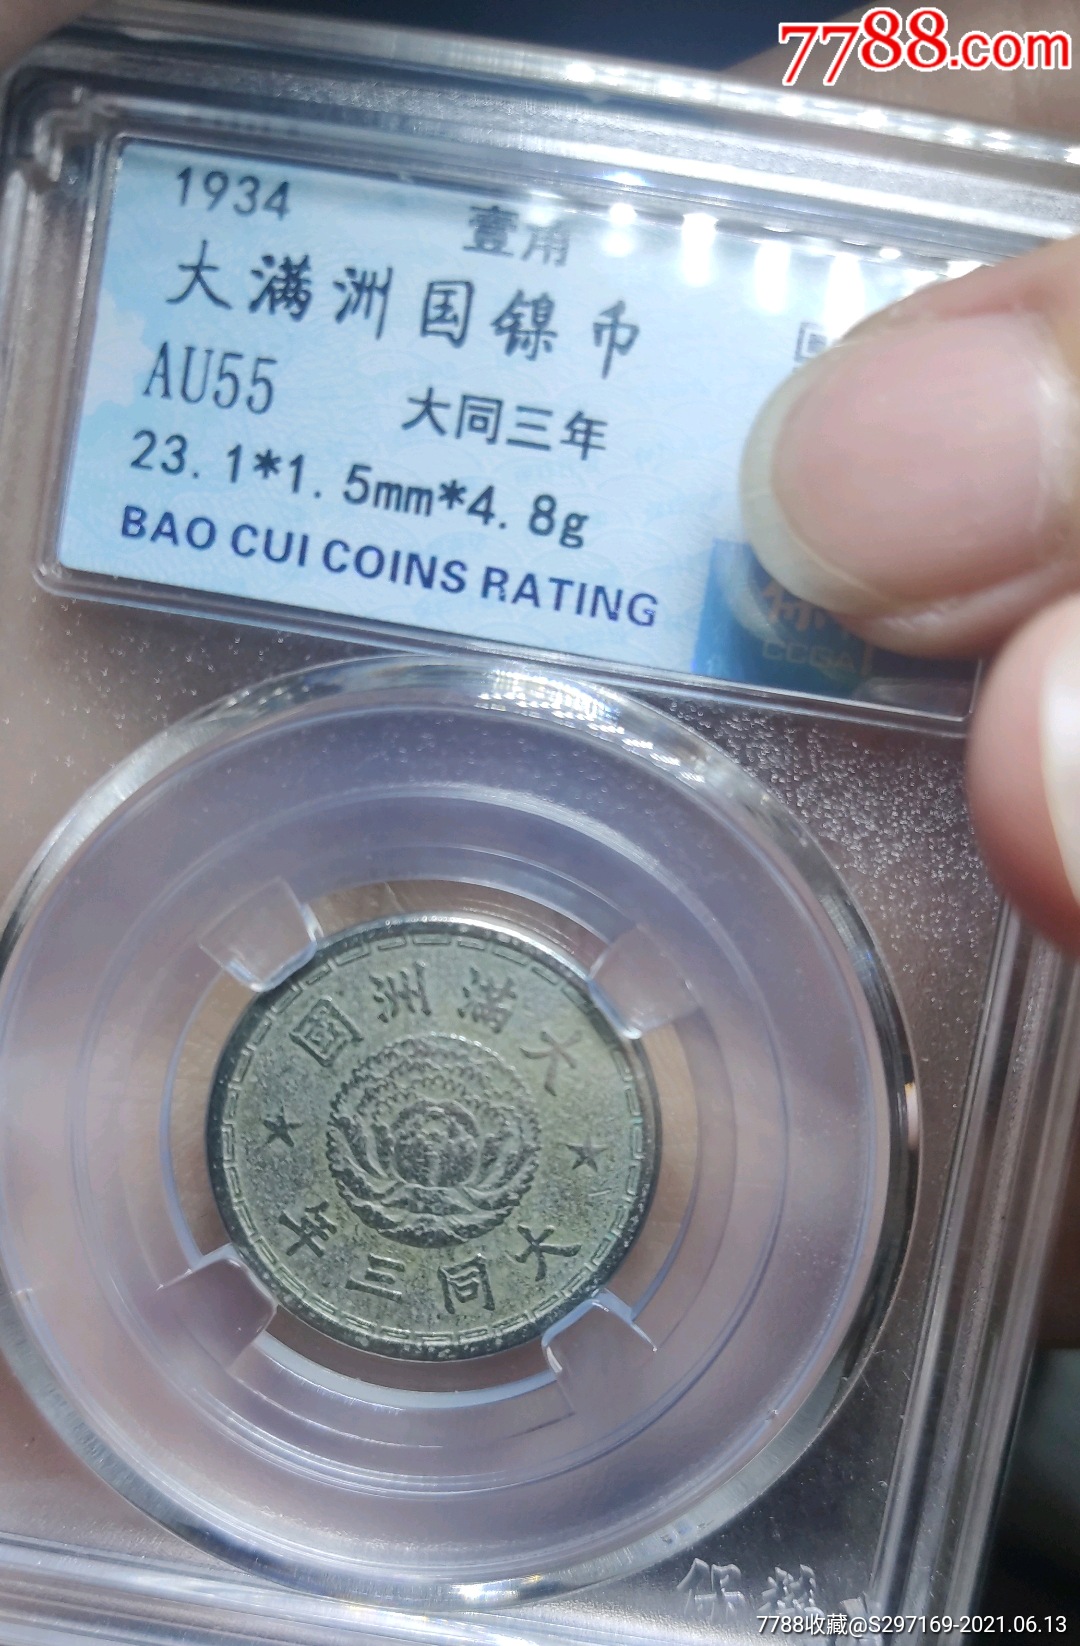 7788.com
1934
壹角
大满洲国镍币
AU55
大同三年
23.1*1.5mm*4.8g
BAO CUI COINS RATING
CCGA
大滿洲國
大同三年
保粹
7788收藏@S297169-2021.06.13